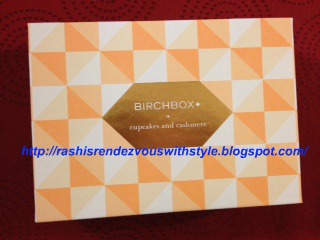 BIRCHBOX+
+
cupcakes and cashmere
http://rashisrendezvouswithstyle.blogspot.com/